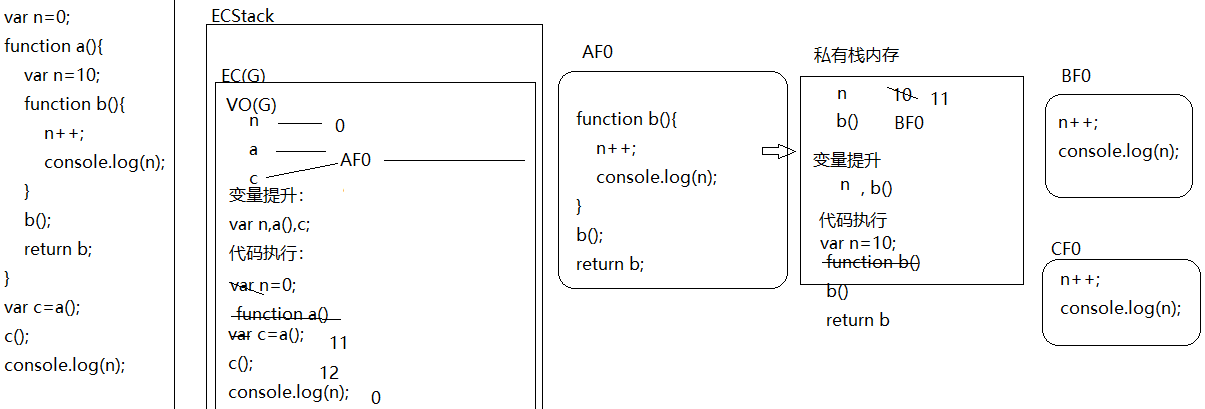 var n=0;
function a(){
var n=10;
function b(){
n++;
console.log(n);
}
b();
return b;
}
var c=a();
c();
console.log(n);
ECStack
EC(G)
VO(G)
n 0
a AF0
c
变量提升：
var n,a(),c;
代码执行：
var n=0;
function a()
var c=a();
11
c();
12
console.log(n); 0
AF0
function b(){
n++;
console.log(n);
}
b();
return b;
私有栈内存
n 10 11
b() BF0
变量提升
n , b()
代码执行
var n=10;
function b()
b()
return b
BF0
n++;
console.log(n);
CF0
n++;
console.log(n);